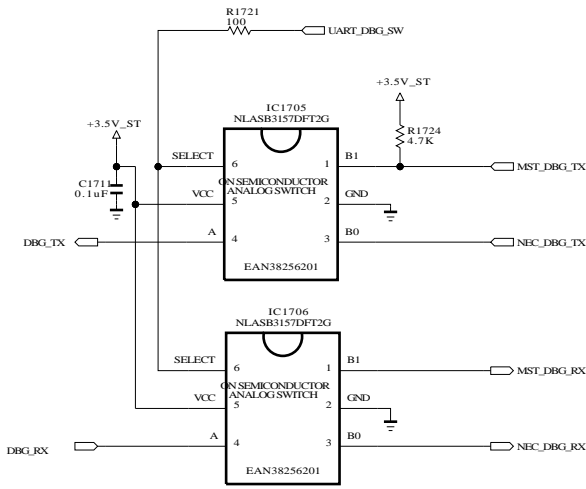 R1721
100
UART_DBG_SW
+3.5V_ST
IC1705
NLASB3157DFT2G
+3.5V_ST
R1724
4.7K
SELECT
6
1
B1
MST_DBG_TX
C1711
0.1uF
ON SEMICONDUCTOR
ANALOG SWITCH
VCC
5
2
GND
DBG_TX
A
4
3
B0
NEC_DBG_TX
EAN38256201
IC1706
NLASB3157DFT2G
SELECT
6
1
B1
MST_DBG_RX
ON SEMICONDUCTOR
ANALOG SWITCH
VCC
5
2
GND
DBG_RX
A
4
3
B0
NEC_DBG_RX
EAN38256201